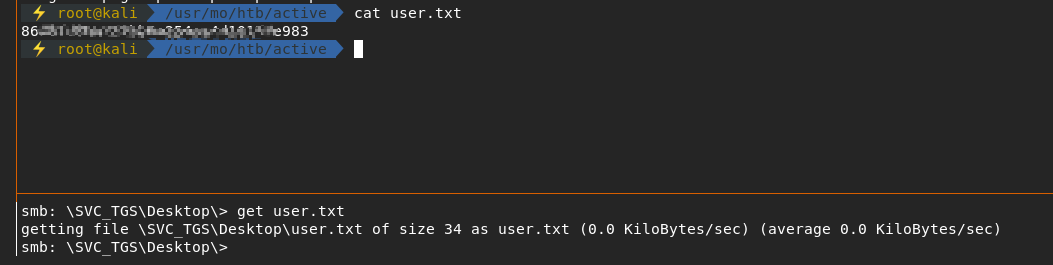 ⚡ root@kali /usr/mo/htb/active cat user.txt
86 e983
⚡ root@kali /usr/mo/htb/active
smb: \SVC_TGS\Desktop\> get user.txt
getting file \SVC_TGS\Desktop\user.txt of size 34 as user.txt (0.0 KiloBytes/sec) (average 0.0 KiloBytes/sec)
smb: \SVC_TGS\Desktop\>